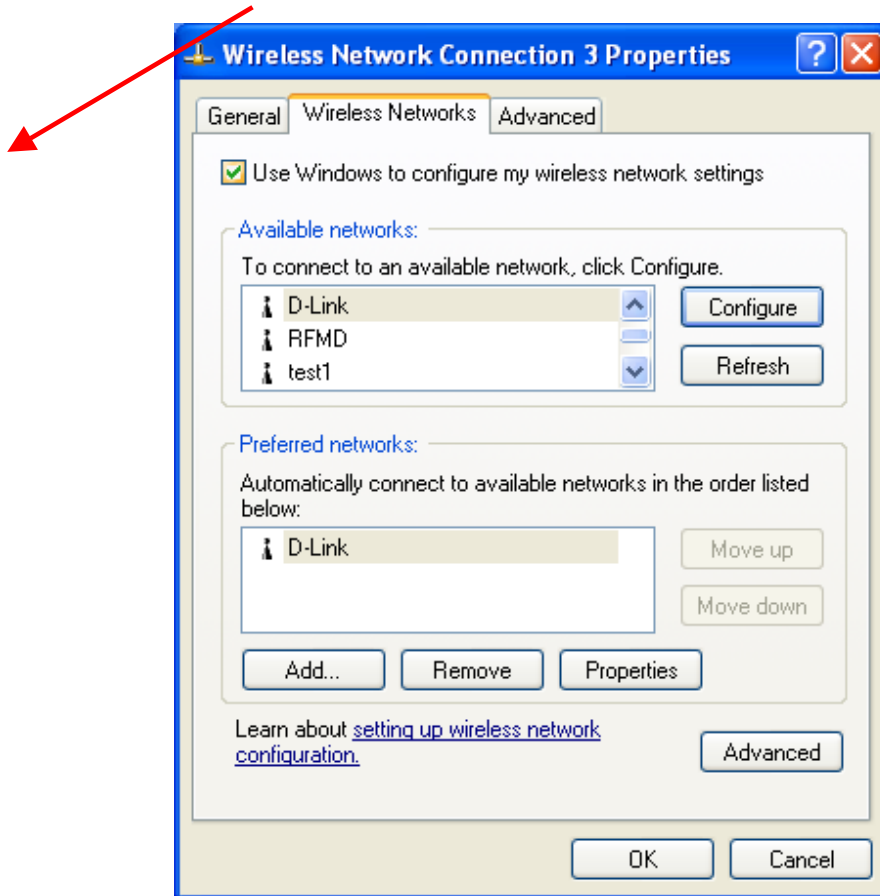 Wireless Network Connection 3 Properties
General Wireless Networks Advanced
Use Windows to configure my wireless network settings
Available networks:
To connect to an available network, click Configure.
D-Link
RFMD
test1
Configure
Refresh
Preferred networks:
Automatically connect to available networks in the order listed
below:
D-Link
Move up
Move down
Add... Remove Properties
Learn about setting up wireless network
configuration.
Advanced
OK Cancel